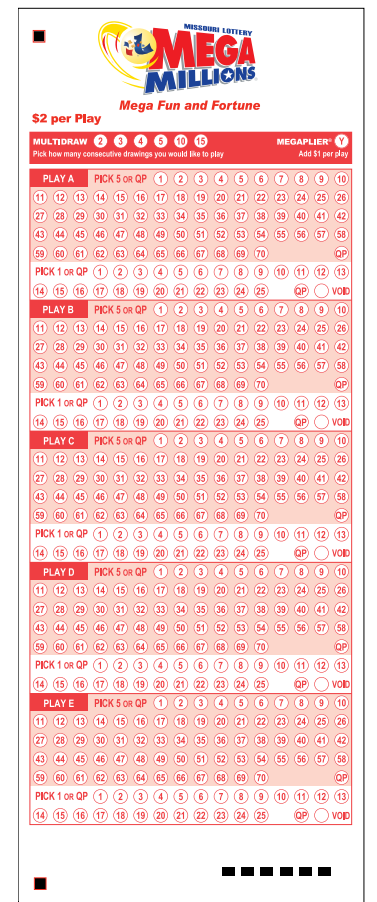 MISSOURI LOTTERY
MEGA
MILLIONS
Mega Fun and Fortune
$2 per Play
MULTIDRAW 2 3 4 5 10 15 MEGAPLIER® Y
Pick how many consecutive drawings you would like to play Add $1 per play
PLAY A PICK 5 OR QP 1 2 3 4 5 6 7 8 9 10
11 12 13 14 15 16 17 18 19 20 21 22 23 24 25 26
27 28 29 30 31 32 33 34 35 36 37 38 39 40 41 42
43 44 45 46 47 48 49 50 51 52 53 54 55 56 57 58
59 60 61 62 63 64 65 66 67 68 69 70 QP
PICK 1 OR QP 1 2 3 4 5 6 7 8 9 10 11 12 13
14 15 16 17 18 19 20 21 22 23 24 25 QP VOID
PLAY B PICK 5 OR QP 1 2 3 4 5 6 7 8 9 10
11 12 13 14 15 16 17 18 19 20 21 22 23 24 25 26
27 28 29 30 31 32 33 34 35 36 37 38 39 40 41 42
43 44 45 46 47 48 49 50 51 52 53 54 55 56 57 58
59 60 61 62 63 64 65 66 67 68 69 70 QP
PICK 1 OR QP 1 2 3 4 5 6 7 8 9 10 11 12 13
14 15 16 17 18 19 20 21 22 23 24 25 QP VOID
PLAY C PICK 5 OR QP 1 2 3 4 5 6 7 8 9 10
11 12 13 14 15 16 17 18 19 20 21 22 23 24 25 26
27 28 29 30 31 32 33 34 35 36 37 38 39 40 41 42
43 44 45 46 47 48 49 50 51 52 53 54 55 56 57 58
59 60 61 62 63 64 65 66 67 68 69 70 QP
PICK 1 OR QP 1 2 3 4 5 6 7 8 9 10 11 12 13
14 15 16 17 18 19 20 21 22 23 24 25 QP VOID
PLAY D PICK 5 OR QP 1 2 3 4 5 6 7 8 9 10
11 12 13 14 15 16 17 18 19 20 21 22 23 24 25 26
27 28 29 30 31 32 33 34 35 36 37 38 39 40 41 42
43 44 45 46 47 48 49 50 51 52 53 54 55 56 57 58
59 60 61 62 63 64 65 66 67 68 69 70 QP
PICK 1 OR QP 1 2 3 4 5 6 7 8 9 10 11 12 13
14 15 16 17 18 19 20 21 22 23 24 25 QP VOID
PLAY E PICK 5 OR QP 1 2 3 4 5 6 7 8 9 10
11 12 13 14 15 16 17 18 19 20 21 22 23 24 25 26
27 28 29 30 31 32 33 34 35 36 37 38 39 40 41 42
43 44 45 46 47 48 49 50 51 52 53 54 55 56 57 58
59 60 61 62 63 64 65 66 67 68 69 70 QP
PICK 1 OR QP 1 2 3 4 5 6 7 8 9 10 11 12 13
14 15 16 17 18 19 20 21 22 23 24 25 QP VOID